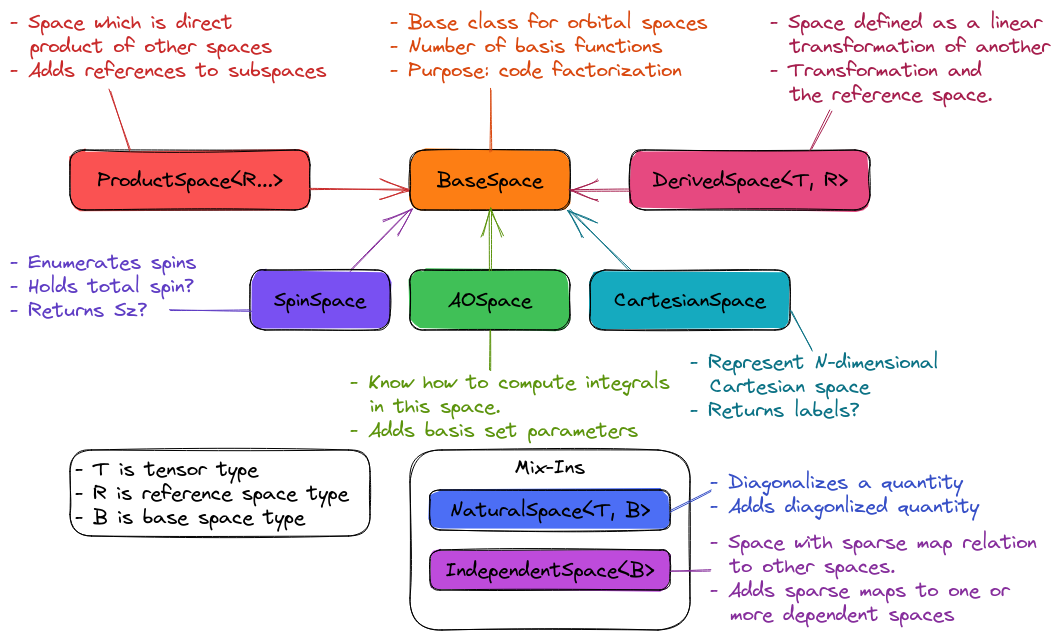 - Space which is direct
product of other spaces
- Adds references to subspaces
- Base class for orbital spaces
- Number of basis functions
- Purpose: code factorization
- Space defined as a linear
transformation of another
- Transformation and
the reference space.
ProductSpace<R...>
BaseSpace
DerivedSpace<T, R>
- Enumerates spins
- Holds total spin?
- Returns Sz?
SpinSpace
AOSpace
CartesianSpace
- Know how to compute integrals
in this space.
- Adds basis set parameters
- Represent N-dimensional
Cartesian space
- Returns labels?
- T is tensor type
- R is reference space type
- B is base space type
Mix-Ins
NaturalSpace<T, B>
IndependentSpace<B>
- Diagonalizes a quantity
- Adds diagonlized quantity
- Space with sparse map relation
to other spaces.
- Adds sparse maps to one or
more dependent spaces